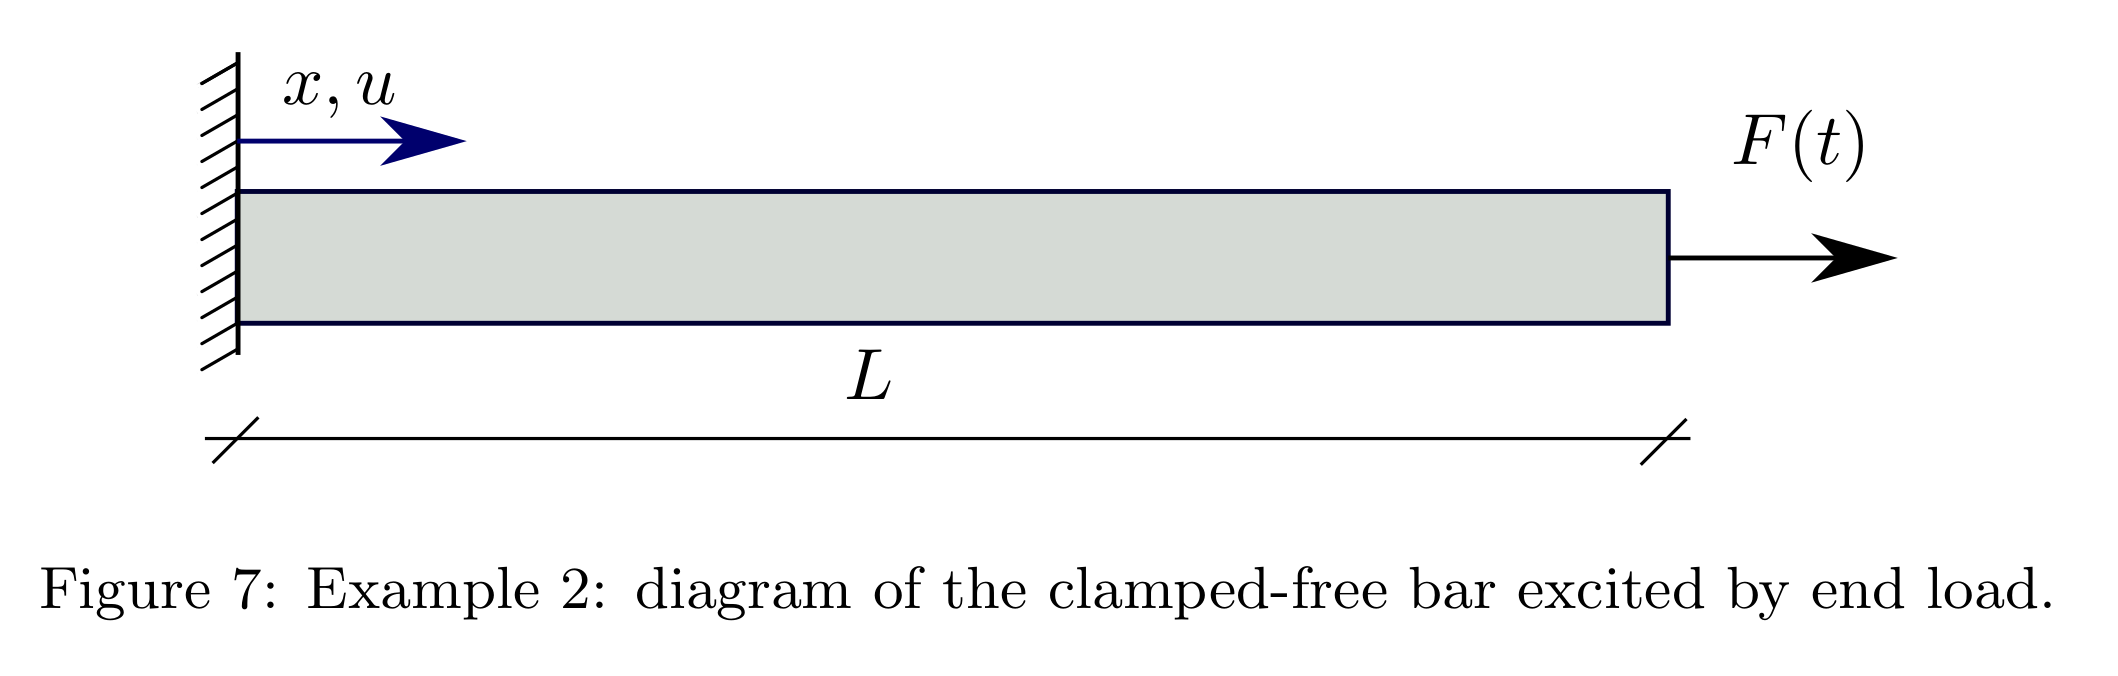 x, u
F(t)
L
Figure 7: Example 2: diagram of the clamped-free bar excited by end load.